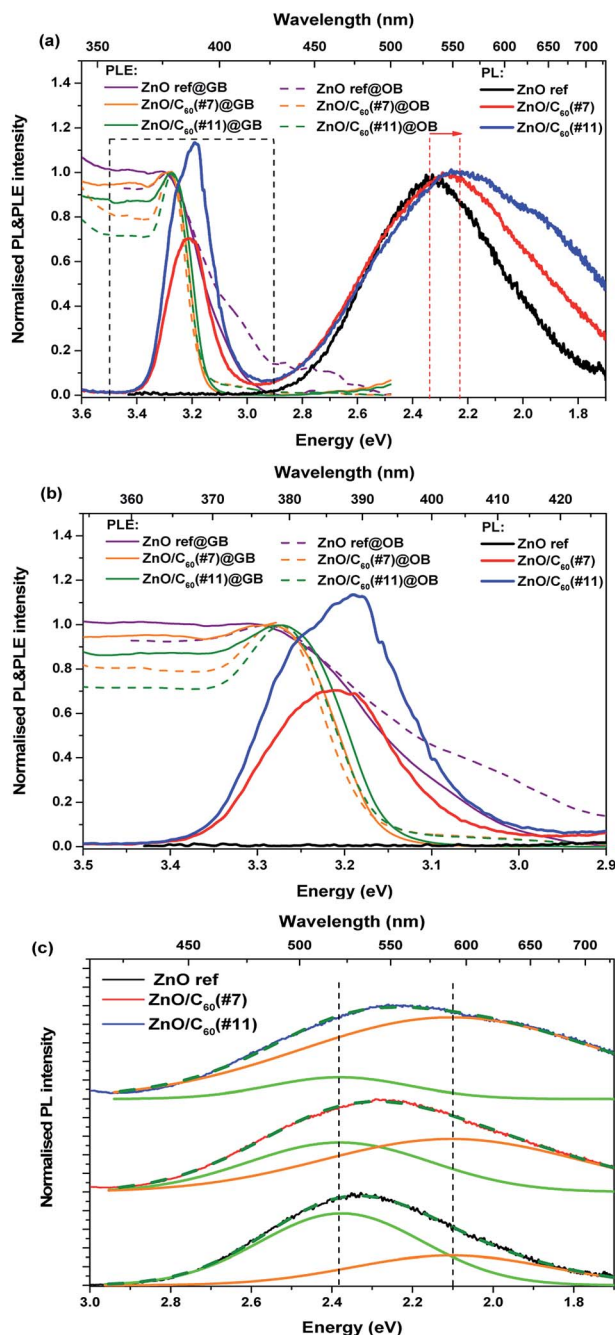 Wavelength (nm)
(a)
350 400 450 500 550 600 650 700
PLE: PL:
ZnO ref@GB ZnO ref@OB ZnO ref
ZnO/C60(#7)@GB ZnO/C60(#7)@OB ZnO/C60(#7)
ZnO/C60(#11)@GB ZnO/C60(#11)@OB ZnO/C60(#11)
Normalised PL&PLE intensity
1.4
1.2
1.0
0.8
0.6
0.4
0.2
0.0
3.6 3.4 3.2 3.0 2.8 2.6 2.4 2.2 2.0 1.8
Energy (eV)
Wavelength (nm)
(b)
360 370 380 390 400 410 420
PLE: PL:
ZnO ref@GB ZnO ref@OB ZnO ref
ZnO/C60(#7)@GB ZnO/C60(#7)@OB ZnO/C60(#7)
ZnO/C60(#11)@GB ZnO/C60(#11)@OB ZnO/C60(#11)
Normalised PL&PLE intensity
1.4
1.2
1.0
0.8
0.6
0.4
0.2
0.0
3.5 3.4 3.3 3.2 3.1 3.0 2.9
Energy (eV)
Wavelength (nm)
(c)
450 500 550 600 650 700
ZnO ref
ZnO/C60(#7)
ZnO/C60(#11)
Normalised PL intensity
3.0 2.8 2.6 2.4 2.2 2.0
Energy (eV)